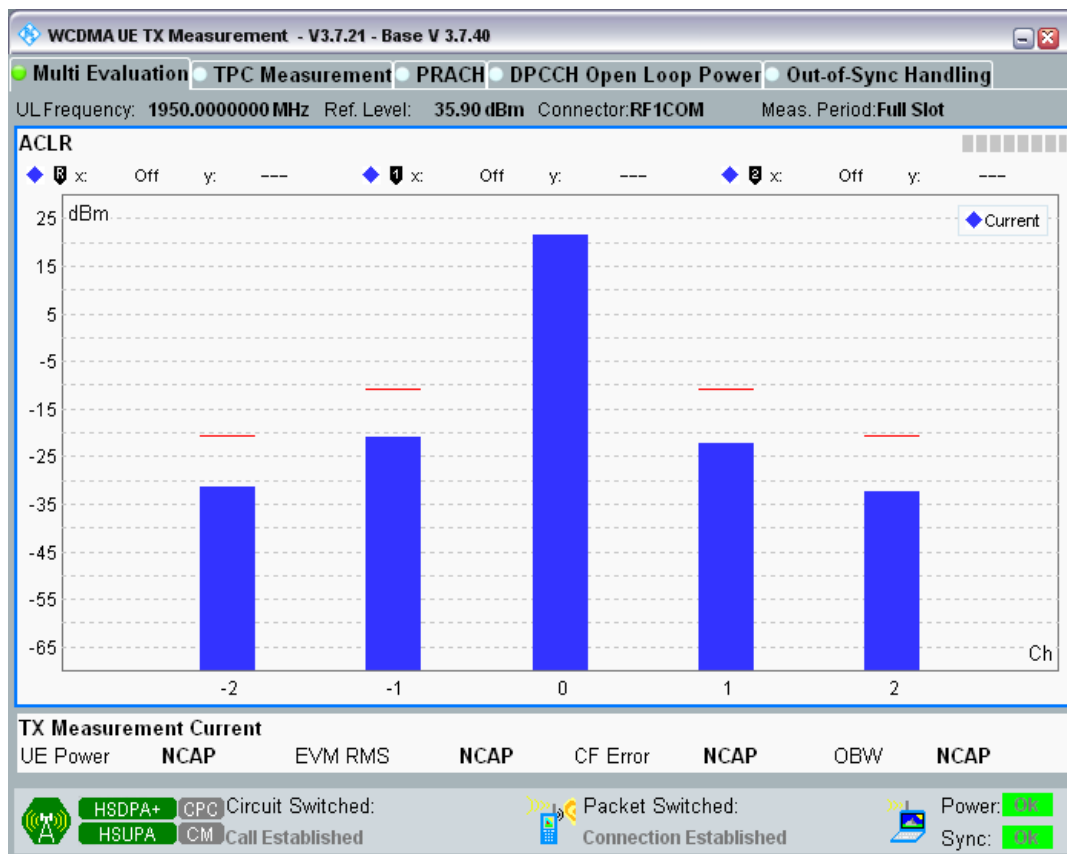 WCDMA UE TX Measurement - V3.7.21 - Base V 3.7.40
Multi Evaluation TPC Measurement PRACH DPCCH Open Loop Power Out-of-Sync Handling
UL Frequency: 1950.0000000 MHz Ref. Level: 35.90 dBm Connector:RF1COM Meas. Period:Full Slot
ACLR
R x: Off y: --- 1 x: Off y: --- 2 x: Off y: ---
dBm
Current
25
15
5
-5
-15
-25
-35
-45
-55
-65
Ch
-2 -1 0 1 2
TX Measurement Current
UE Power NCAP EVM RMS NCAP CF Error NCAP OBW NCAP
HSDPA+ CPC Circuit Switched: Packet Switched: Power: Ok
HSUPA CM Call Established Connection Established Sync: Ok